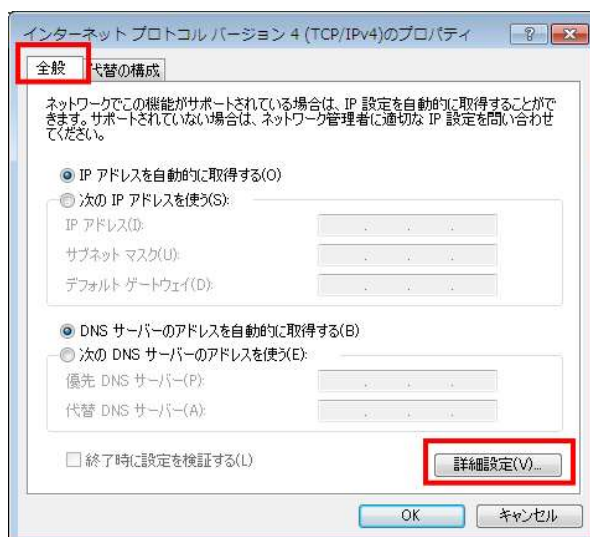 インターネット プロトコル バージョン 4 (TCP/IPv4)のプロパティ
全般 代替の構成
ネットワークでこの機能がサポートされている場合は、IP 設定を自動的に取得することがで
きます。サポートされていない場合は、ネットワーク管理者に適切な IP 設定を問い合わせ
てください。
IP アドレスを自動的に取得する(O)
次の IP アドレスを使う(S):
IP アドレス(I):
サブネット マスク(U):
デフォルト ゲートウェイ(D):
DNS サーバーのアドレスを自動的に取得する(B)
次の DNS サーバーのアドレスを使う(E):
優先 DNS サーバー(P):
代替 DNS サーバー(A):
終了時に設定を検証する(L)
詳細設定(V)...
OK キャンセル